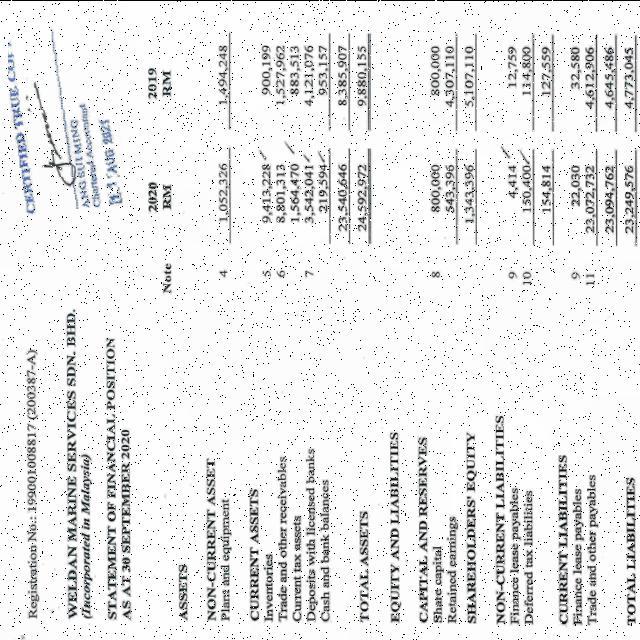 Registration No.: 199001008817 (200387-A)
CERTIFIED TRUE
Chartered Accountant
WELDAN MARINE SERVICES SDN. BHD.
(Incorporated in Malaysia)
STATEMENT OF FINANCIAL POSITION
AS AT 30 SEPTEMBER 2020
Note 2020 2019
RM RM
ASSETS
NON-CURRENT ASSET
Plant and equipment 4 1,052,326 1,494,248
CURRENT ASSETS
Inventories 5 9,413,228 900,199
Trade and other receivables 6 8,801,313 1,527,962
Current tax assets 1,564,470 883,513
Deposits with licensed banks 7 3,542,041 4,121,076
Cash and bank balances 219,594 953,157
23,540,646 8,385,907
TOTAL ASSETS 24,592,972 9,880,155
EQUITY AND LIABILITIES
CAPITAL AND RESERVES
Share capital 8 800,000 800,000
Retained earnings 543,396 4,307,110
SHAREHOLDERS' EQUITY 1,343,396 5,107,110
NON-CURRENT LIABILITIES
Finance lease payables 9 4,414 12,759
Deferred tax liabilities 10 150,400 114,800
154,814 127,559
CURRENT LIABILITIES
Finance lease payables 9 22,030 32,580
Trade and other payables 11 23,072,732 4,612,906
23,094,762 4,645,486
TOTAL LIABILITIES 23,249,576 4,773,045